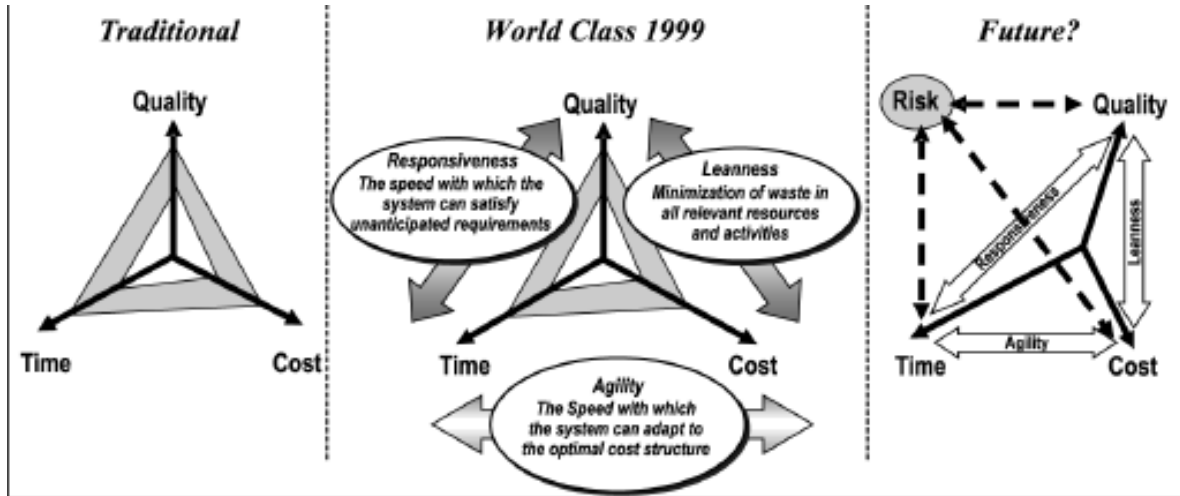 Traditional
Quality
Time
Cost
World Class 1999
Quality
Responsiveness
The speed with which the
system can satisfy
unanticipated requirements
Leanness
Minimization of waste in
all relevant resources
and activities
Time
Cost
Agility
The Speed with which
the system can adapt to
the optimal cost structure
Future?
Risk
Quality
Responsiveness
Leanness
Agility
Time
Cost